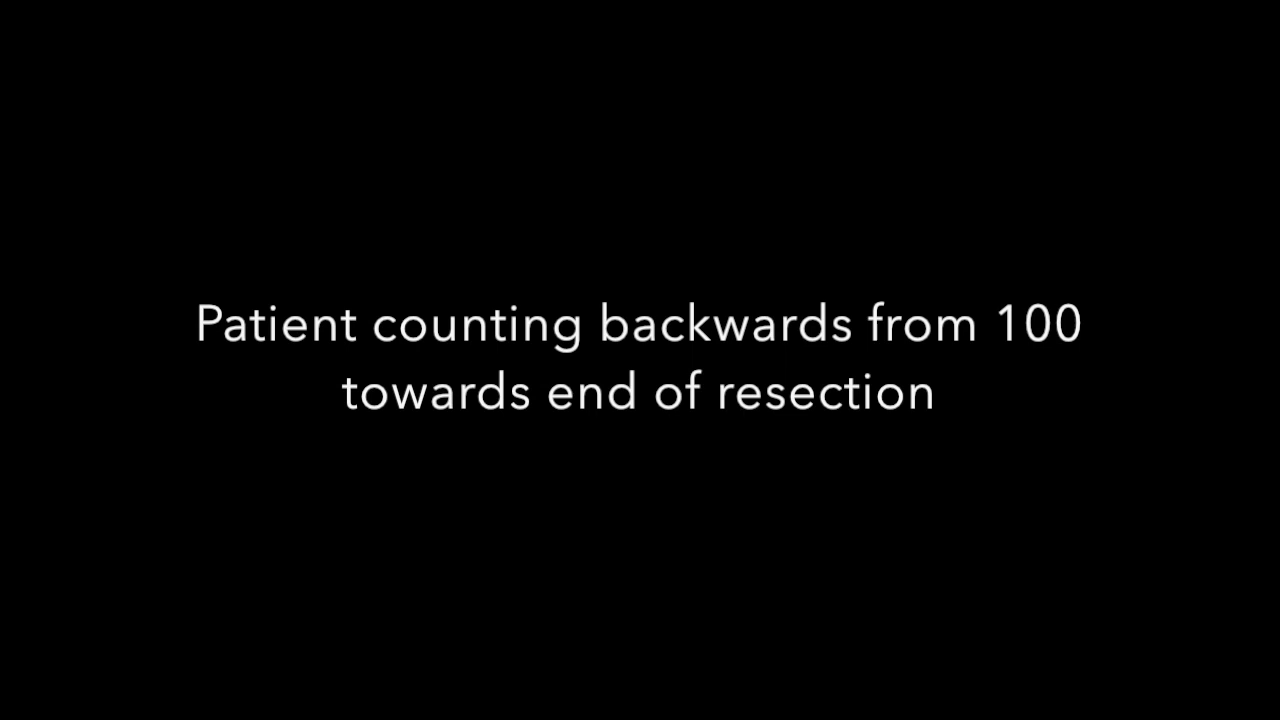 Patient counting backwards from 100
towards end of resection